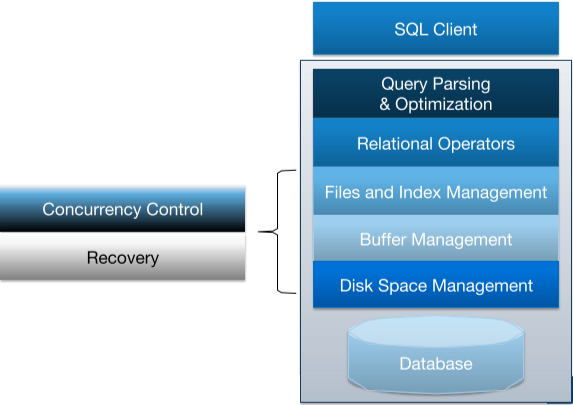 SQL Client
Query Parsing
& Optimization
Relational Operators
Files and Index Management
Buffer Management
Disk Space Management
Database
Concurrency Control
Recovery